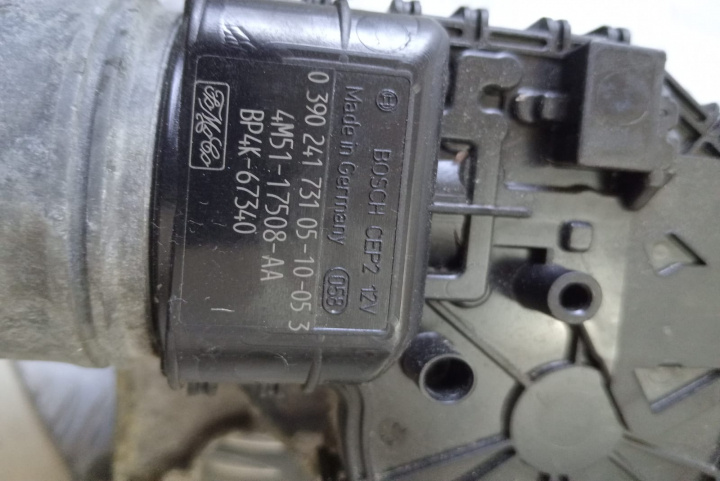 BOSCH CEP2 12V
Made in Germany 058
0 390 241 731 05-10-05 3
4M51-17508-AA
BP4K-67340